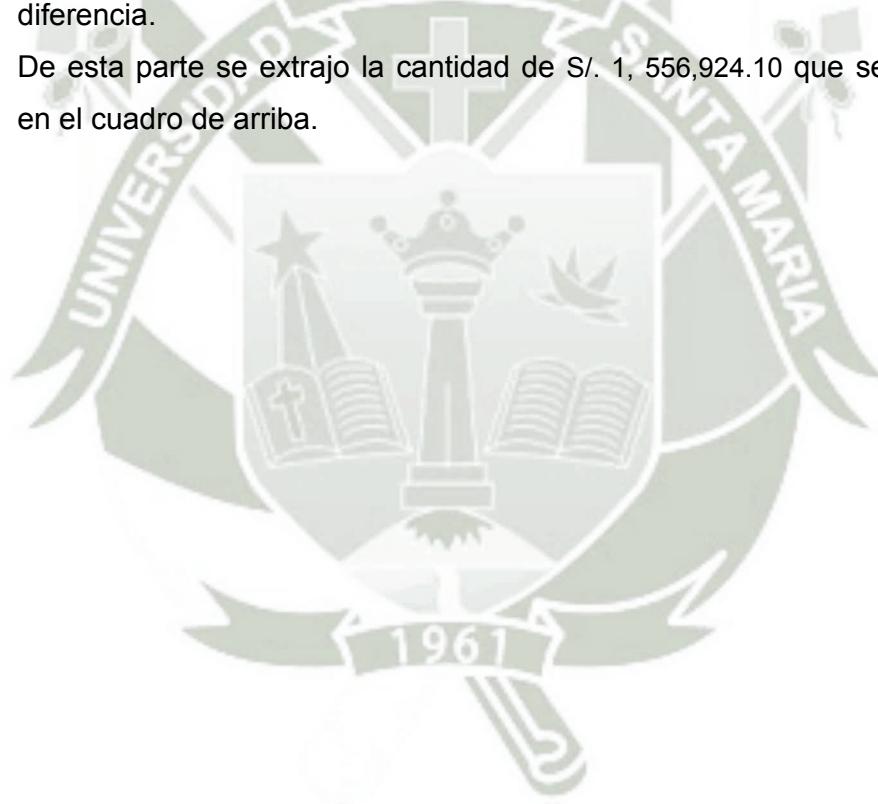 diferencia.
De esta parte se extrajo la cantidad de S/. 1, 556,924.10 que se
en el cuadro de arriba.
UNIVERSIDAD
SANTA MARIA
1961